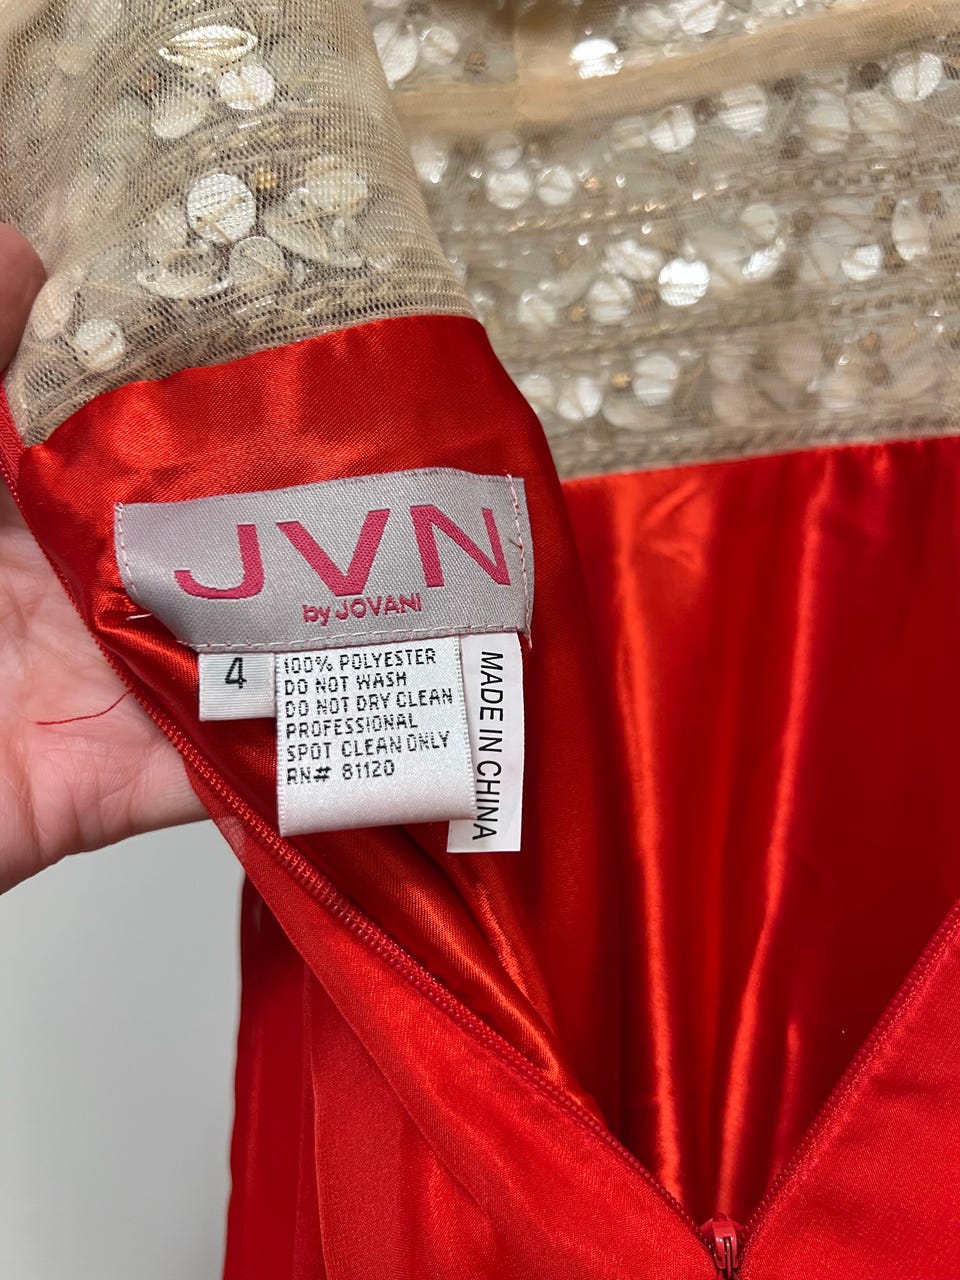 JVN
by JOVANI
4
100% POLYESTER
DO NOT WASH
DO NOT DRY CLEAN
PROFESSIONAL
SPOT CLEAN ONLY
RN# 81120
MADE IN CHINA